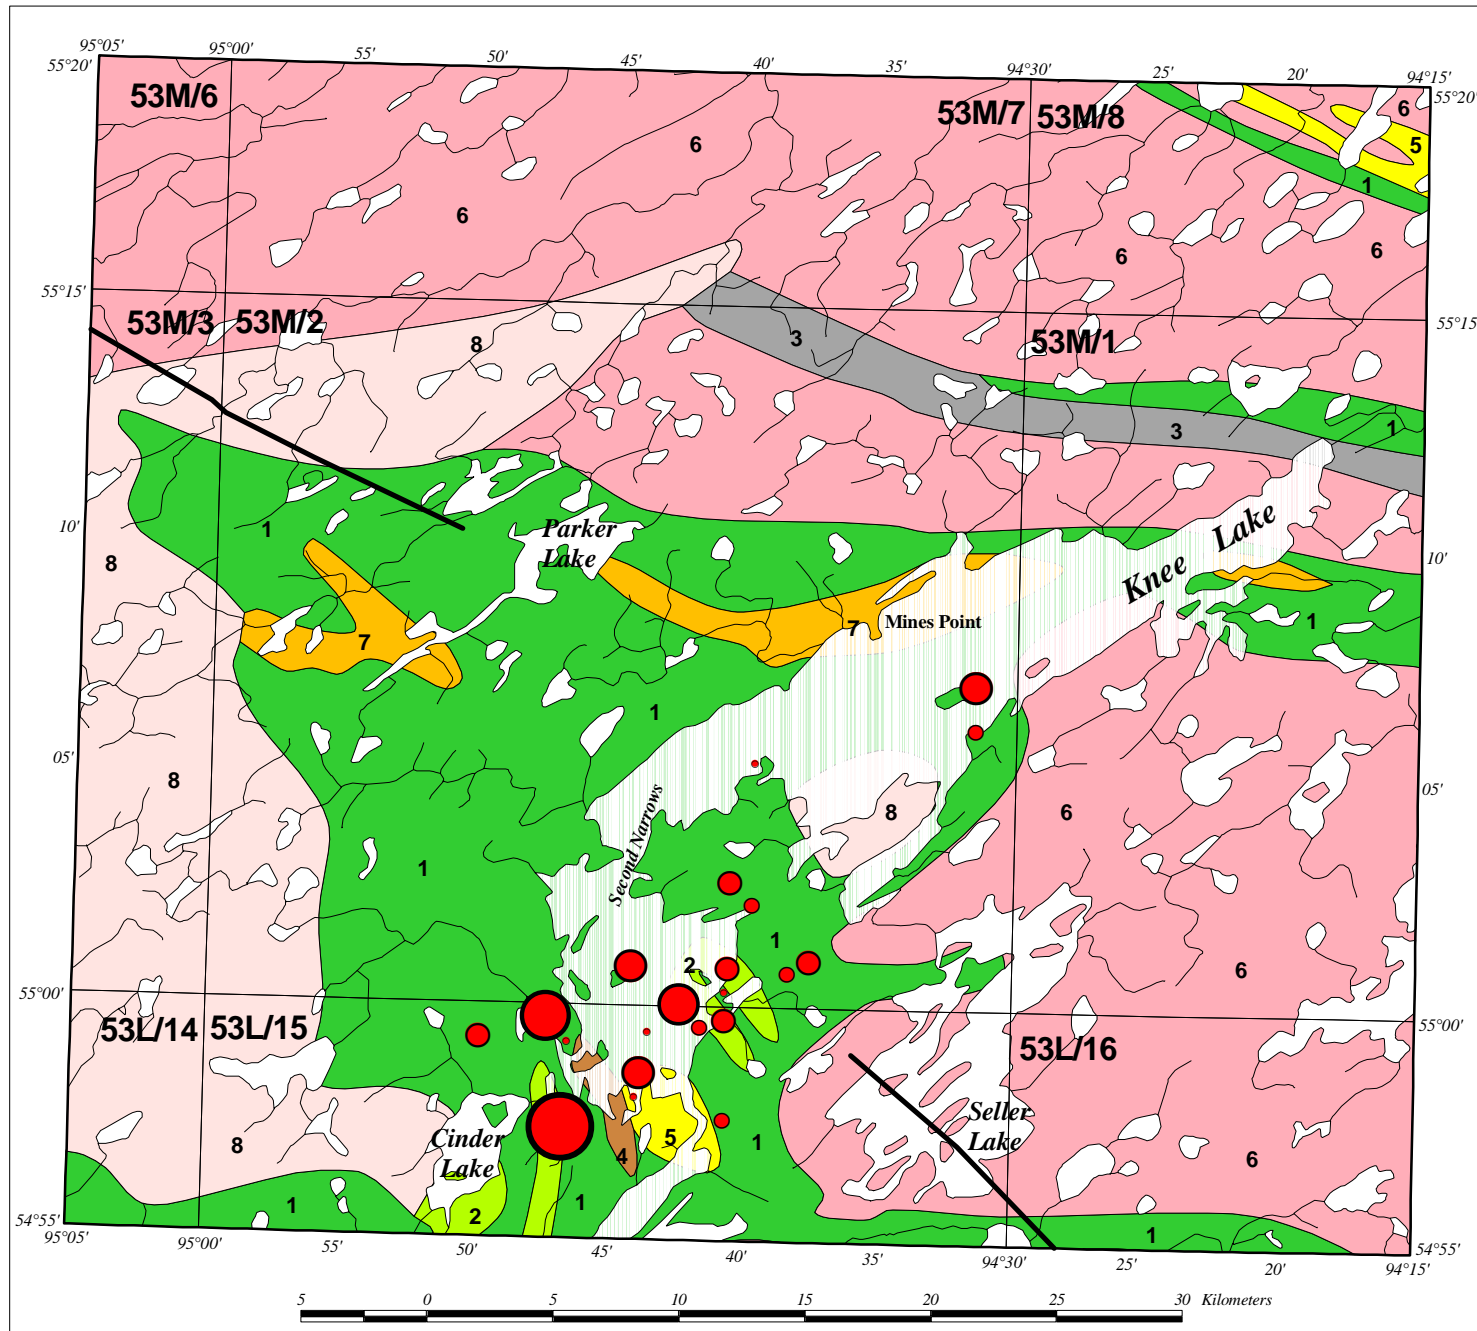 95°05' 95°00' 55' 50' 45' 40' 35' 94°30' 25' 20' 94°15'
55°20' 55°20'
53M/6 53M/7 53M/8
6 6 5 1
6 6 6
55°15' 55°15'
53M/3 53M/2 53M/1
8 3
3 1
10' 10'
1
Parker
Lake
Knee Lake
8
7 7 Mines Point 1
1
05' 05'
8 Second Narrows 8 6
1
1
2 6
55°00' 55°00'
53L/14 53L/15 53L/16
Cinder
Lake
Seller
Lake
8 4 5 1 6
1 2 1 1
54°55' 54°55'
95°05' 95°00' 55' 50' 45' 40' 35' 94°30' 25' 20' 94°15'
5 0 5 10 15 20 25 30 Kilometers